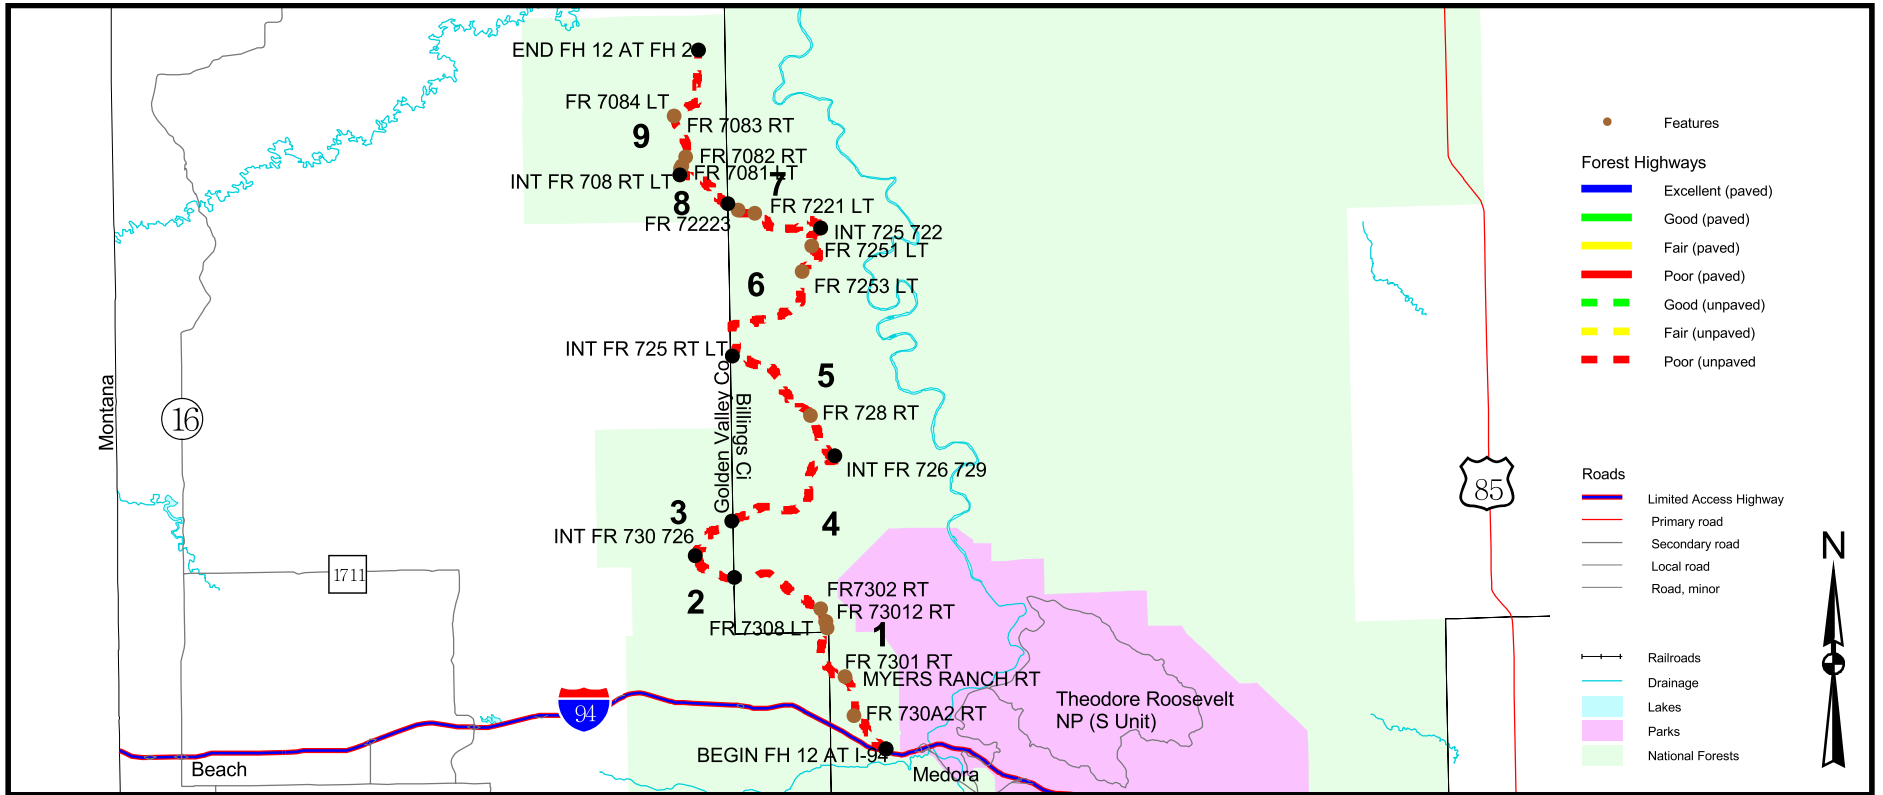 END FH 12 AT FH 2
FR 7084 LT
FR 7083 RT
9
FR 7082 RT
FR 7081 LT
INT FR 708 RT LT
7
8
FR 7221 LT
FR 72223
INT 725 722
FR 7251 LT
6
FR 7253 LT
INT FR 725 RT LT
5
FR 728 RT
Montana
16
Golden Valley Co
Billings Ci
INT FR 726 729
3
4
INT FR 730 726
1711
2
FR7302 RT
FR 73012 RT
FR 7308 LT
1
FR 7301 RT
MYERS RANCH RT
Theodore Roosevelt
NP (S Unit)
FR 730A2 RT
94
BEGIN FH 12 AT I-94
Beach
Medora
85
Features
Forest Highways
Excellent (paved)
Good (paved)
Fair (paved)
Poor (paved)
Good (unpaved)
Fair (unpaved)
Poor (unpaved
Roads
Limited Access Highway
Primary road
Secondary road
Local road
Road, minor
N
Railroads
Drainage
Lakes
Parks
National Forests